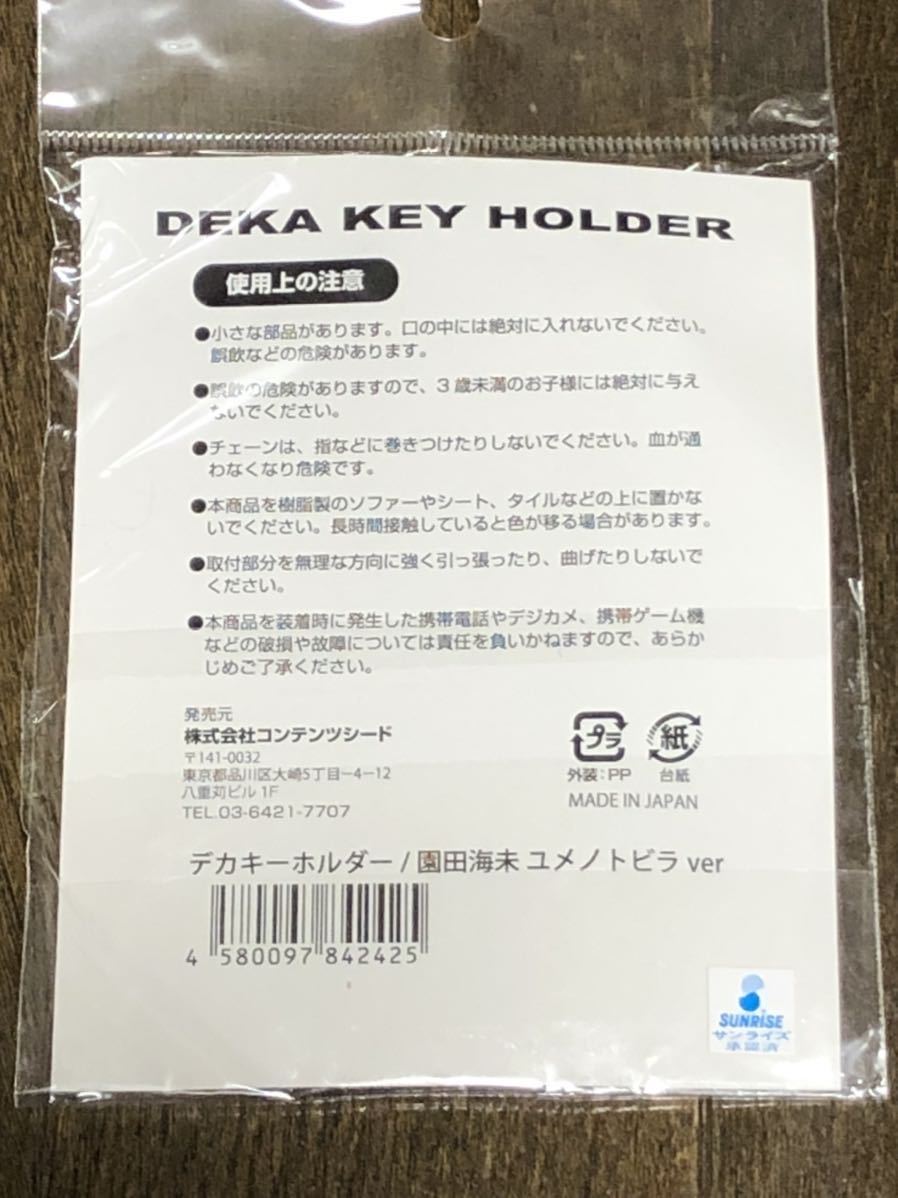 DEKA KEY HOLDER
使用上の注意
●小さな部品があります。口の中には絶対に入れないでください。
誤飲などの危険があります。
●誤飲の危険がありますので、3歳未満のお子様には絶対に与え
ないでください。
●チェーンは、指などに巻きつけたりしないでください。血が通
わなくなり危険です。
●本商品を樹脂製のソファーやシート、タイルなどの上に置かな
いでください。長時間接触していると色が移る場合があります。
●取付部分を無理な方向に強く引っ張ったり、曲げたりしないで
ください。
●本商品を装着時に発生した携帯電話やデジカメ、携帯ゲーム機
などの破損や故障については責任を負いかねますので、あらか
じめご了承ください。
発売元
株式会社コンテンツシード
〒141-0032
東京都品川区大崎5丁目-4-12
八重苅ビル 1F
TEL.03-6421-7707
プラ 紙
外装:PP 台紙
MADE IN JAPAN
デカキーホルダー / 園田海未 ユメノトビラ ver
4 580097 842425
SUNRISE
サンライズ
承認済